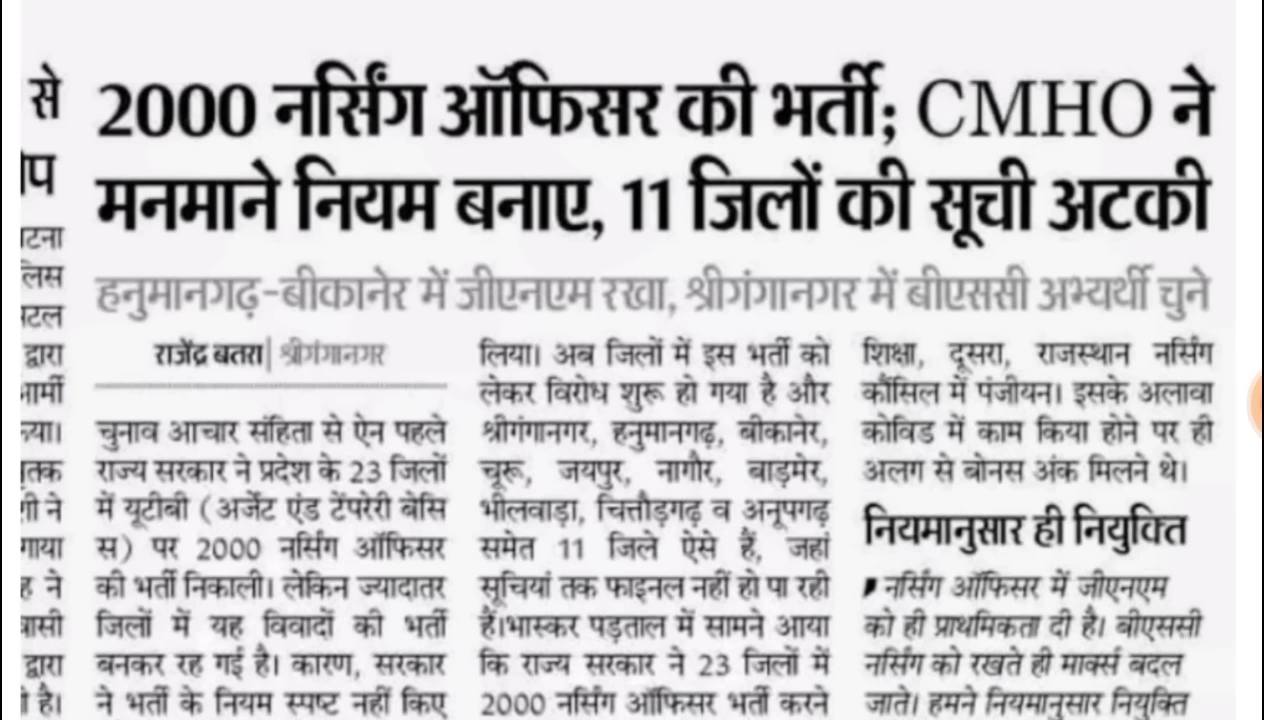 से
टना
लिस
टल
द्वारा
या।
तक
ने
गाया
ने
वासी
द्वारा
है।
2000 नर्सिंग ऑफिसर की भर्ती; CMHO ने
मनमाने नियम बनाए, 11 जिलों की सूची अटकी
हनुमानगढ़-बीकानेर में जीएनएम रखा, श्रीगंगानगर में बीएससी अभ्यर्थी चुने
राजेंद्र बतरा| श्रीगंगानगर
चुनाव आचार संहिता से ऐन पहले
राज्य सरकार ने प्रदेश के 23 जिलों
में यूटीबी (अर्जेंट एंड टेंपरेरी बेसि
स) पर 2000 नर्सिंग ऑफिसर
की भर्ती निकाली। लेकिन ज्यादातर
जिलों में यह विवादों की भर्ती
बनकर रह गई है। कारण, सरकार
ने भर्ती के नियम स्पष्ट नहीं किए
लिया। अब जिलों में इस भर्ती को
लेकर विरोध शुरू हो गया है और
श्रीगंगानगर, हनुमानगढ़, बीकानेर,
चूरू, जयपुर, नागौर, बाड़मेर,
भीलवाड़ा, चित्तौड़गढ़ व अनूपगढ़
समेत 11 जिले ऐसे हैं, जहां
सूचियां तक फाइनल नहीं हो पा रही
हैं।भास्कर पड़ताल में सामने आया
कि राज्य सरकार ने 23 जिलों में
2000 नर्सिंग ऑफिसर भर्ती करने
शिक्षा, दूसरा, राजस्थान नर्सिंग
कौंसिल में पंजीयन। इसके अलावा
कोविड में काम किया होने पर ही
अलग से बोनस अंक मिलने थे।
नियमानुसार ही नियुक्ति
नर्सिंग ऑफिसर में जीएनएम
को ही प्राथमिकता दी है। बीएससी
नर्सिंग को रखते ही मार्क्स बदल
जाते। हमने नियमानुसार नियुक्ति